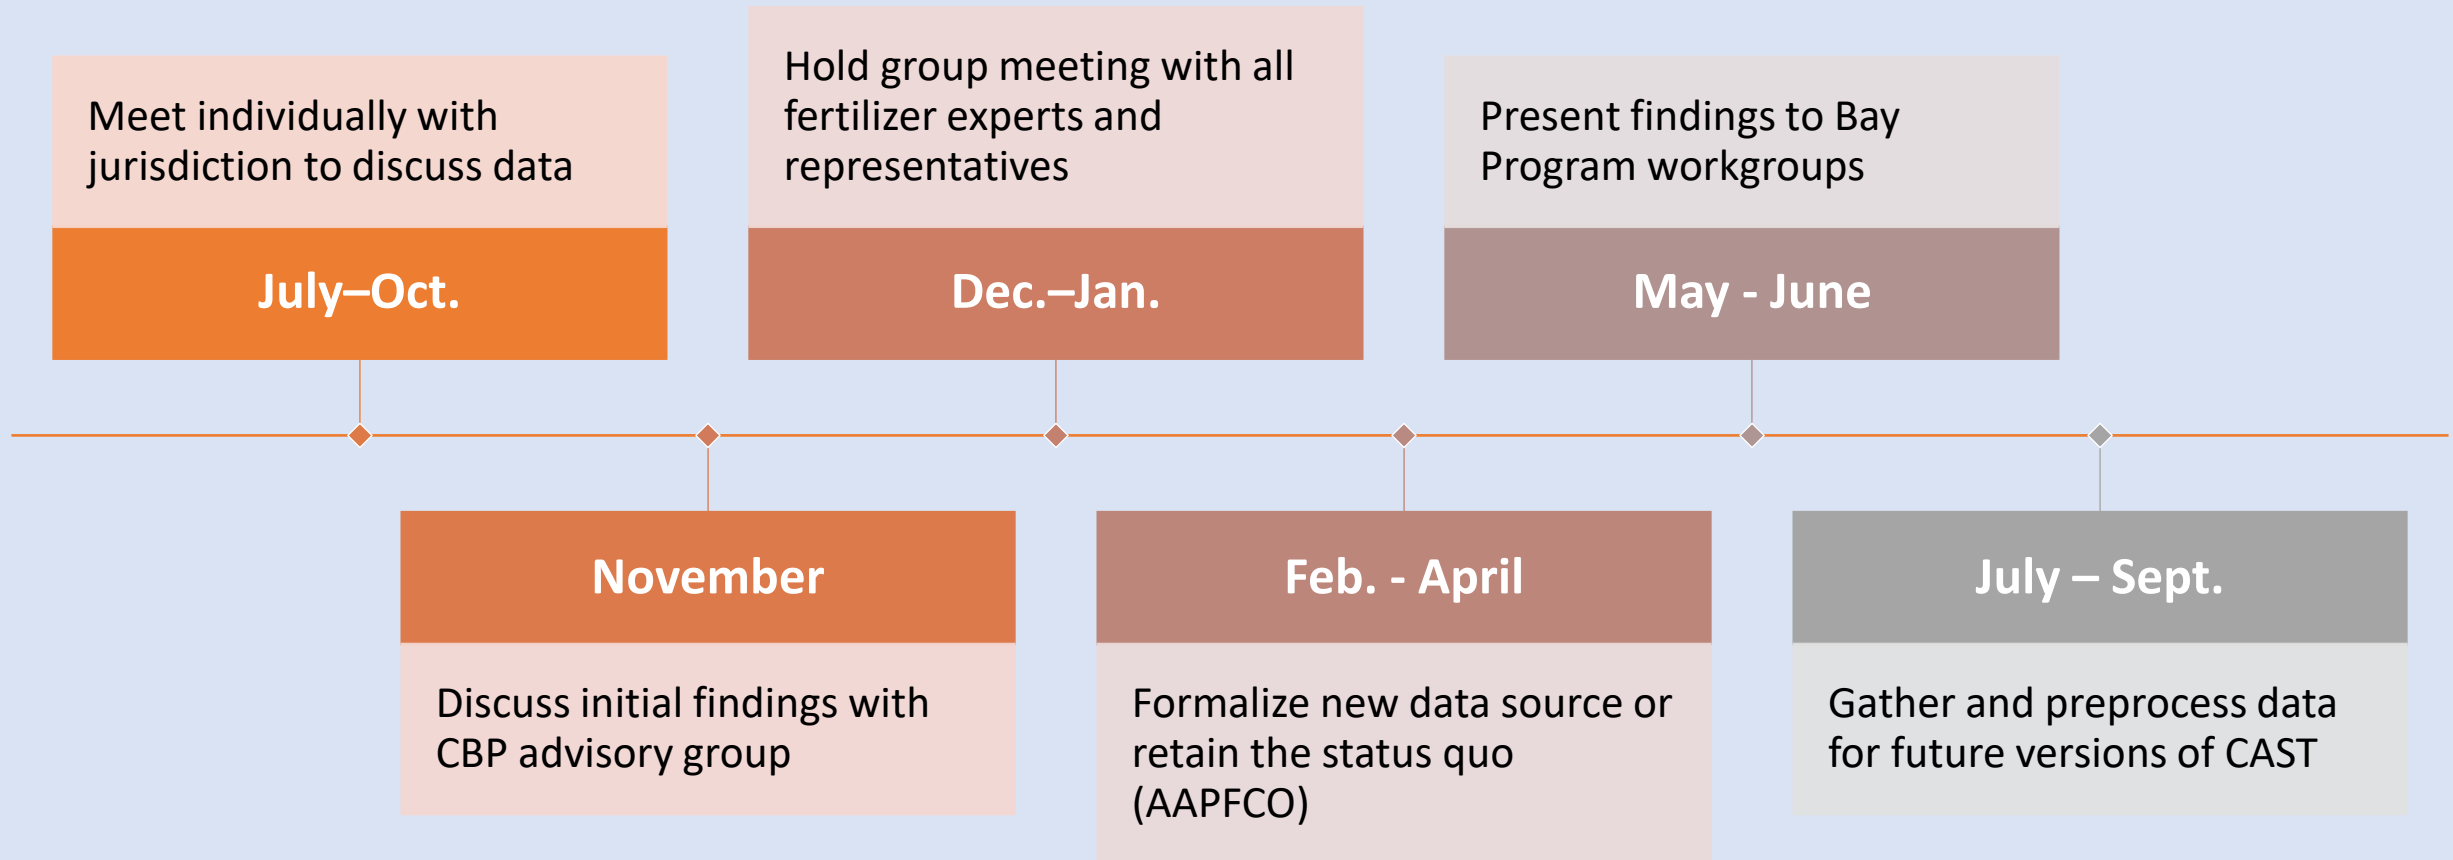 Meet individually with
jurisdiction to discuss data
July–Oct.
November
Discuss initial findings with
CBP advisory group
Hold group meeting with all
fertilizer experts and
representatives
Dec.–Jan.
Feb. - April
Formalize new data source or
retain the status quo
(AAPFCO)
Present findings to Bay
Program workgroups
May - June
July – Sept.
Gather and preprocess data
for future versions of CAST